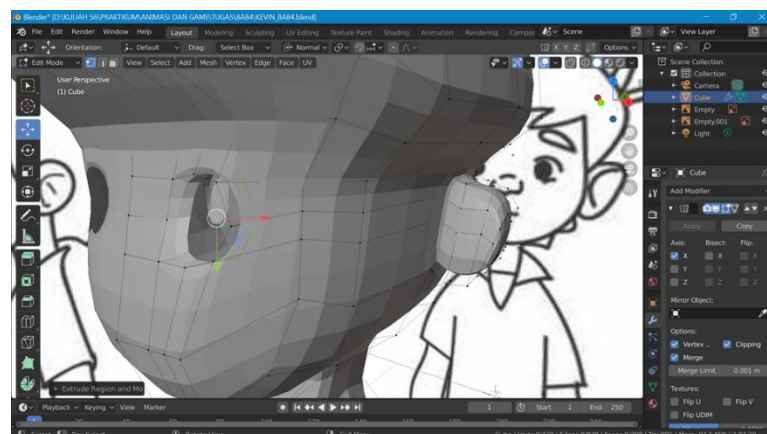 Blender* [D:\KULIAH S6\PRAKTIKUM\ANIMASI DAN GAME\TUGAS\BAB4\KEVIN_BAB4.blend]
File Edit Render Window Help Layout Modeling Sculpting UV Editing Texture Paint Shading Animation Rendering Scene View Layer
Orientation: Default Drag: Select Box Normal X Y Z Options
Edit Mode View Select Add Mesh Vertex Edge Face UV
User Perspective
(1) Cube
Scene Collection
Collection
Camera
Cube
Empty
Empty.001
Light
Cube
Add Modifier
Apply Copy
Axis: Bisect: Flip:
X X X
Y Y Y
Z Z Z
Mirror Object:
Options:
Vertex .. Clipping
Merge
Merge Limit 0.001 m
Textures:
Flip U Flip V
Flip UDIM
Extrude Region and Mo
Playback Keying View Marker 1 Start 1 End 250